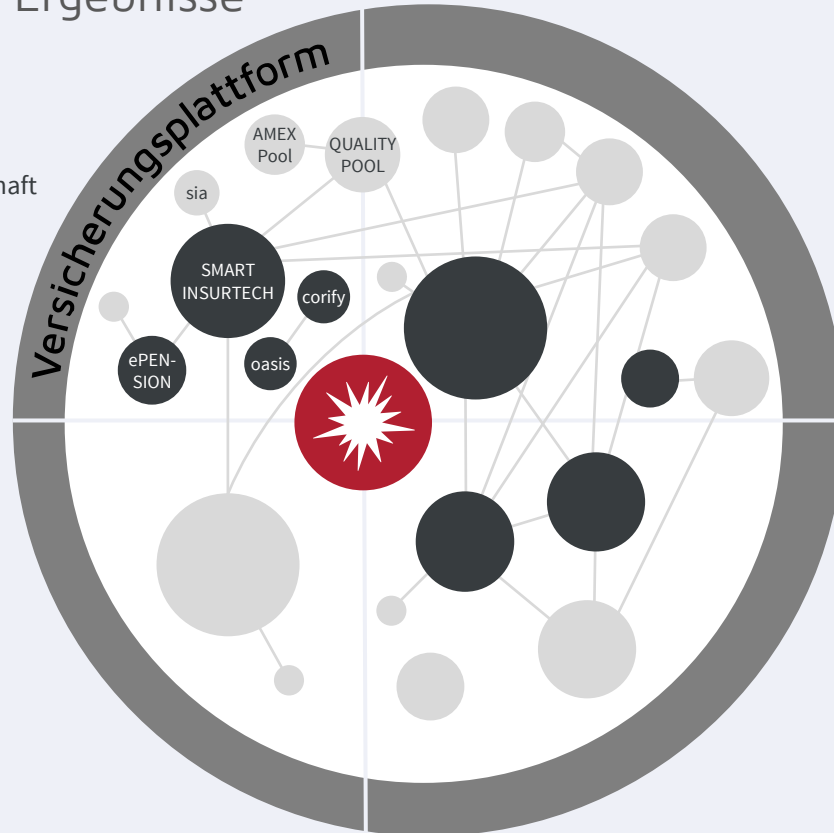 Ergebnisse
Versicherungsplattform
AMEX
Pool
QUALITY
POOL
haft
sia
SMART
INSURTECH
corify
ePEN-
SION
oasis